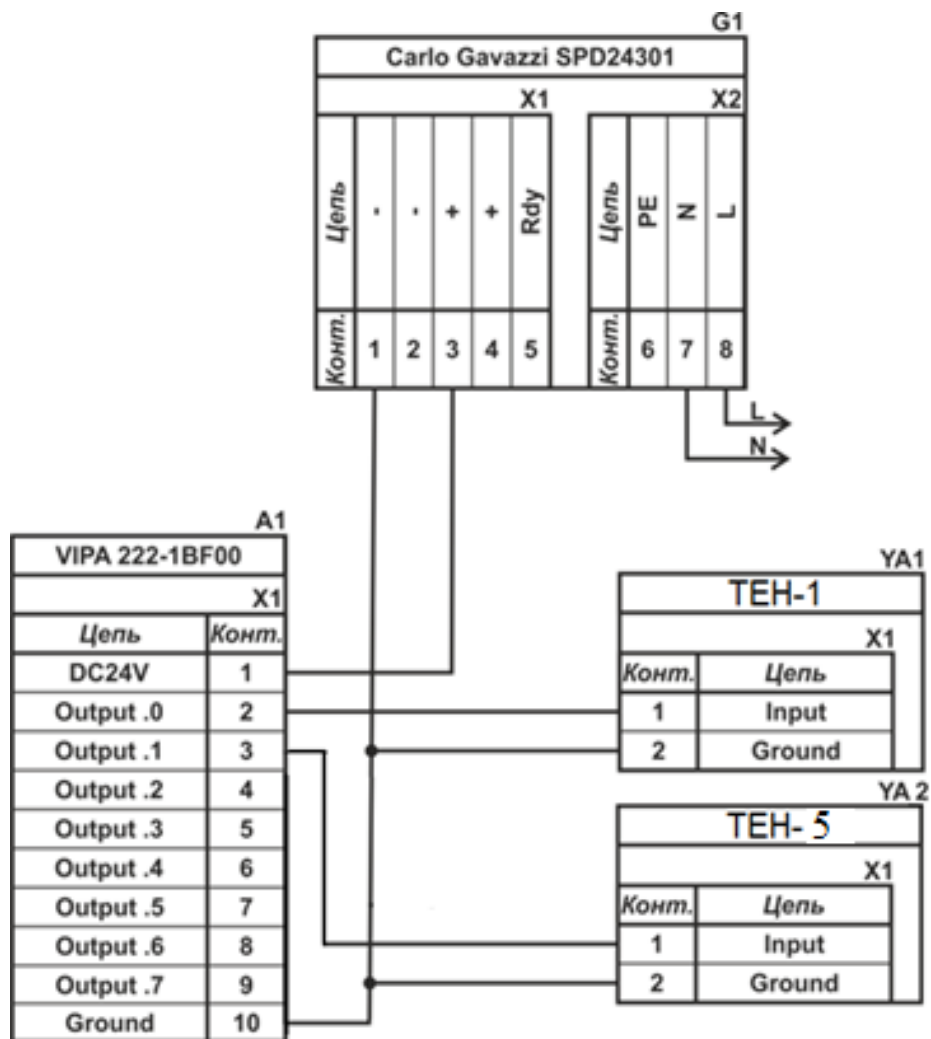 G1
Carlo Gavazzi SPD24301
X1 X2
Цепь - - + + Rdy Цепь PE N L
Конт. 1 2 3 4 5 Конт. 6 7 8
L
N
A1
VIPA 222-1BF00
X1
Цепь Конт.
DC24V 1
Output .0 2
Output .1 3
Output .2 4
Output .3 5
Output .4 6
Output .5 7
Output .6 8
Output .7 9
Ground 10
YA1
ТЕН-1
X1
Конт. Цепь
1 Input
2 Ground
YA 2
ТЕН- 5
X1
Конт. Цепь
1 Input
2 Ground